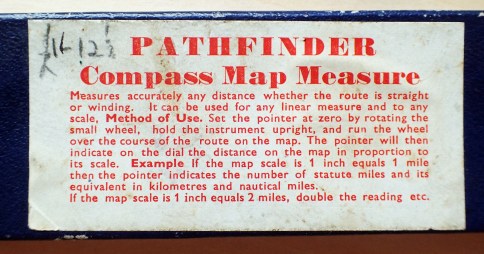 PATHFINDER
Compass Map Measure
Measures accurately any distance whether the route is straight
or winding. It can be used for any linear measure and to any
scale, Method of Use. Set the pointer at zero by rotating the
small wheel, hold the instrument upright, and run the wheel
over the course of the route on the map. The pointer will then
indicate on the dial the distance on the map in proportion to
its scale. Example If the map scale is 1 inch equals 1 mile
then the pointer indicates the number of statute miles and its
equivalent in kilometres and nautical miles.
If the map scale is 1 inch equals 2 miles, double the reading etc.